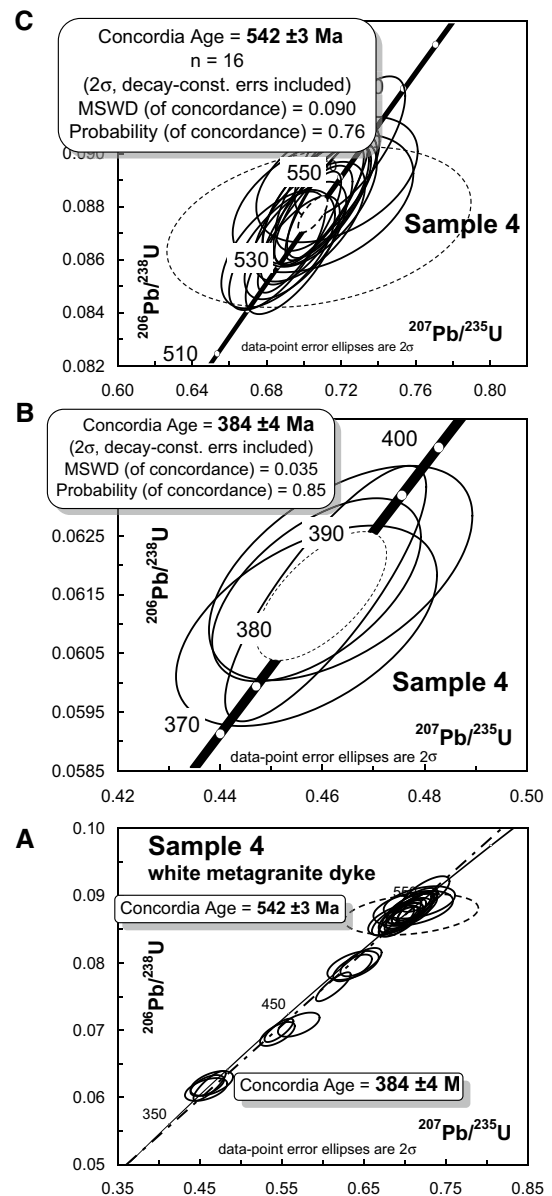 C
Concordia Age = 542 ±3 Ma
n = 16
(2σ, decay-const. errs included)
MSWD (of concordance) = 0.090
Probability (of concordance) = 0.76
0.090
0.088
0.086
0.084
0.082
550
530
510
Sample 4
206Pb/238U
207Pb/235U
data-point error ellipses are 2σ
0.60 0.64 0.68 0.72 0.76 0.80
B
Concordia Age = 384 ±4 Ma
(2σ, decay-const. errs included)
MSWD (of concordance) = 0.035
Probability (of concordance) = 0.85
400
390
380
370
0.0625
0.0615
0.0605
0.0595
0.0585
206Pb/238U
Sample 4
207Pb/235U
data-point error ellipses are 2σ
0.42 0.44 0.46 0.48 0.50
A
Sample 4
white metagranite dyke
Concordia Age = 542 ±3 Ma
0.10
0.09
0.08
0.07
0.06
0.05
206Pb/238U
550
450
350
Concordia Age = 384 ±4 M
207Pb/235U
data-point error ellipses are 2σ
0.35 0.45 0.55 0.65 0.75 0.85